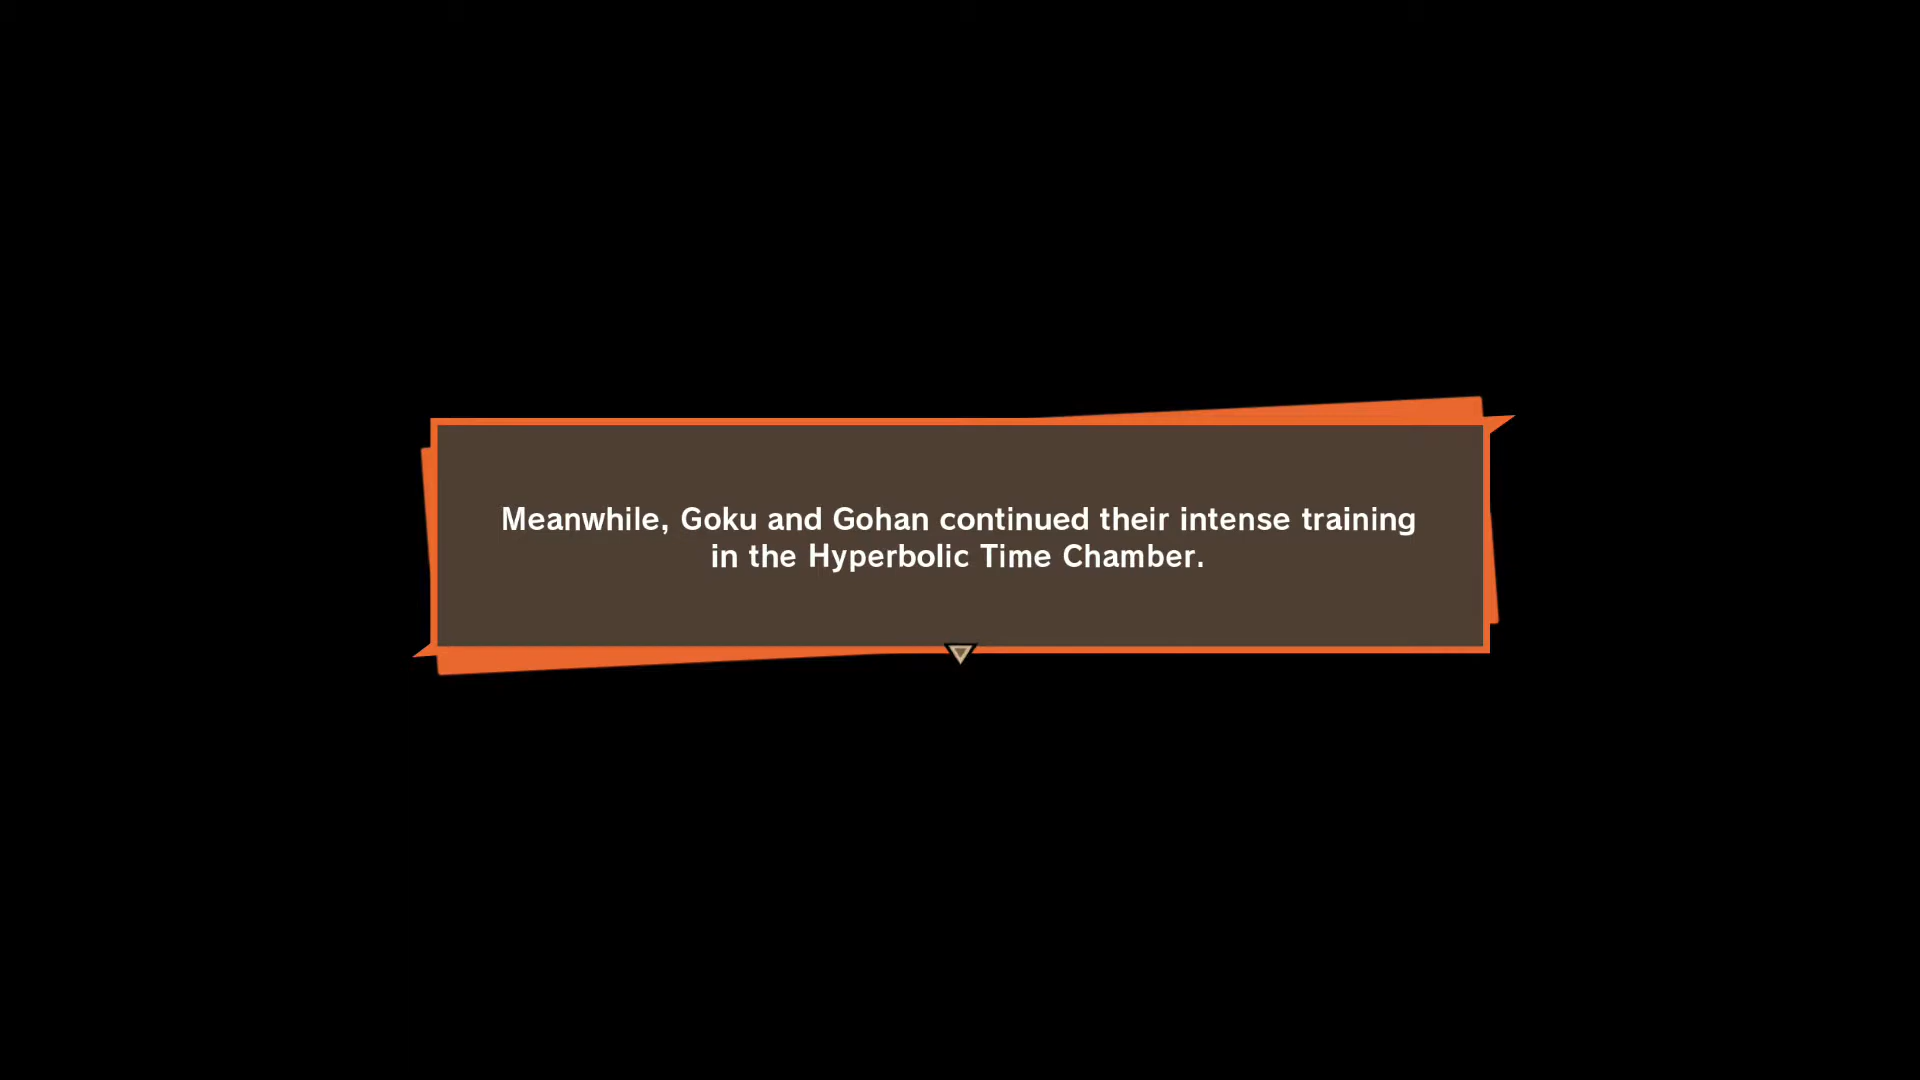 Meanwhile, Goku and Gohan continued their intense training
in the Hyperbolic Time Chamber.